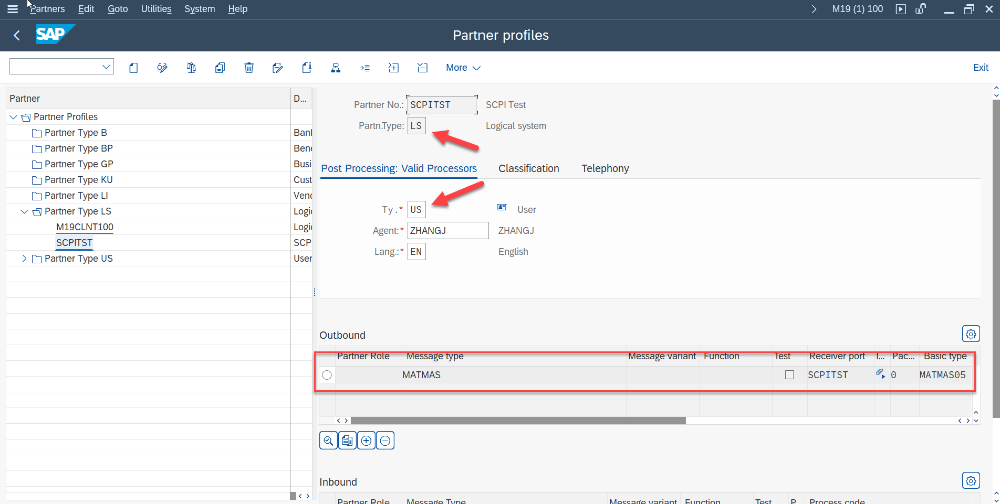 Partners Edit Goto Utilities System Help M19 (1) 100
SAP Partner profiles
More Exit
Partner D...
Partner Profiles
Partner Type B Ban
Partner Type BP Bene
Partner Type GP Busi
Partner Type KU Cust
Partner Type LI Vend
Partner Type LS Logi
M19CLNT100 Logi
SCPITST SCP
Partner Type US User
Partner No.: SCPITST SCPI Test
Partn.Type: LS Logical system
Post Processing: Valid Processors Classification Telephony
Ty.* US User
Agent:* ZHANGJ ZHANGJ
Lang.:* EN English
Outbound
Partner Role Message type Message variant Function Test Receiver port I... Pac... Basic type
MATMAS SCPITST 0 MATMAS05
Inbound
Partner Role Message Type Message variant Function Test P Process code